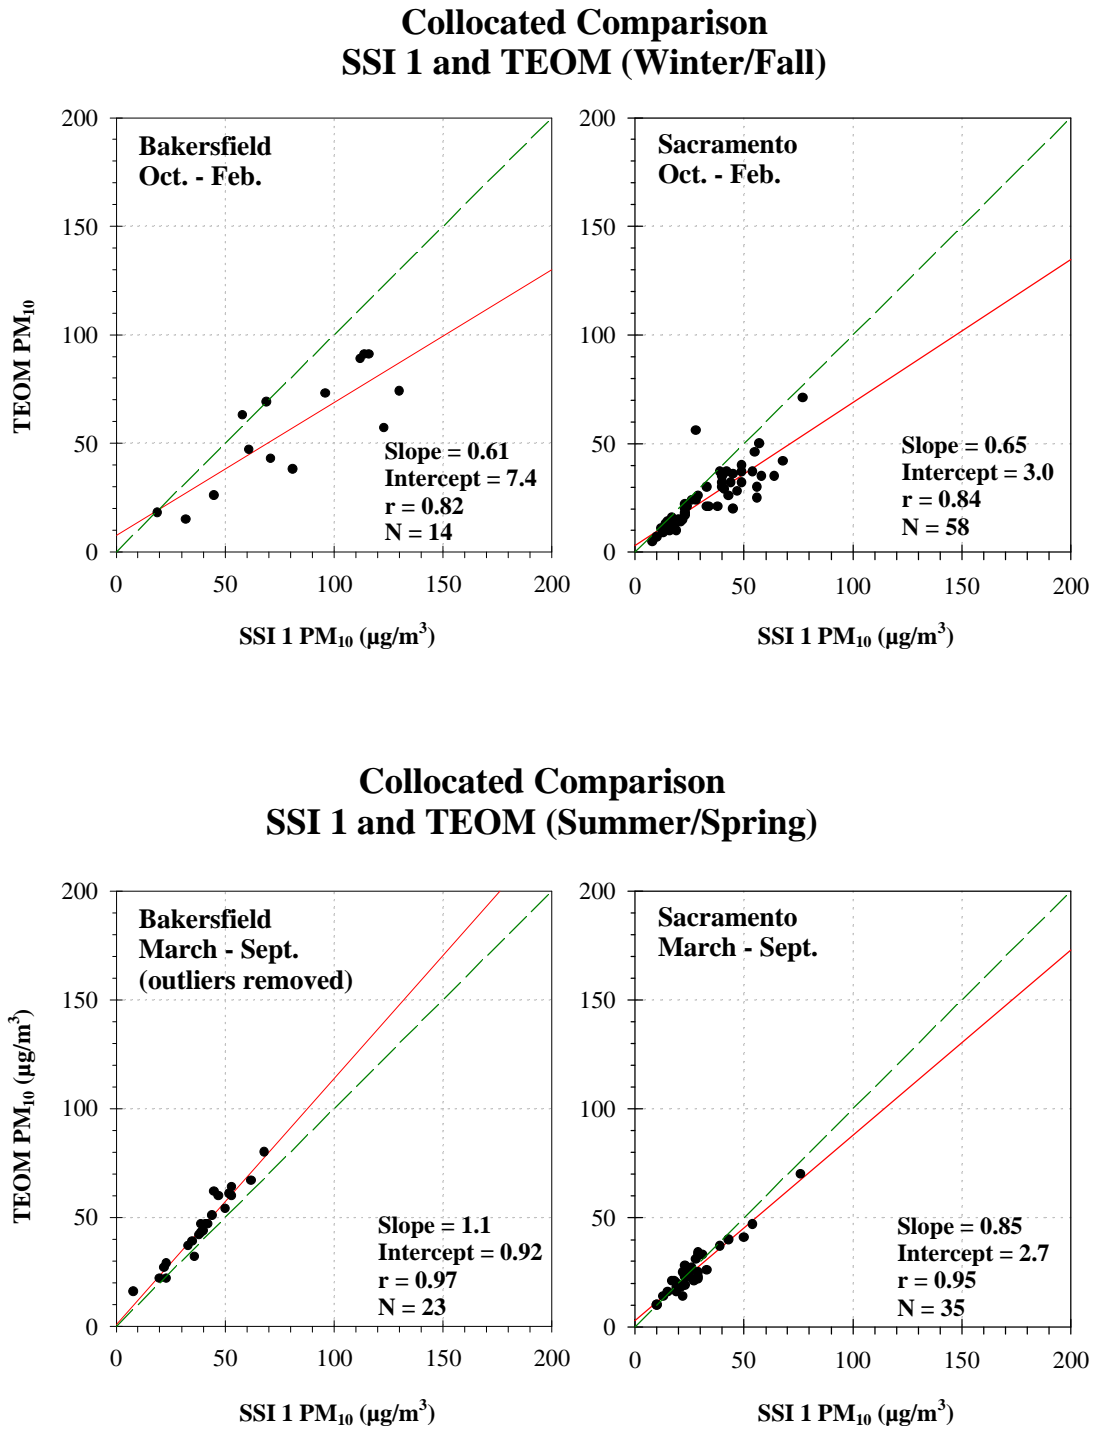 Collocated Comparison
SSI 1 and TEOM (Winter/Fall)
Bakersfield
Oct. - Feb.
200
150
100
50
0
TEOM PM10
Slope = 0.61
Intercept = 7.4
r = 0.82
N = 14
0 50 100 150 200
SSI 1 PM10 (µg/m3)
Sacramento
Oct. - Feb.
200
150
100
50
0
Slope = 0.65
Intercept = 3.0
r = 0.84
N = 58
0 50 100 150 200
SSI 1 PM10 (µg/m3)
Collocated Comparison
SSI 1 and TEOM (Summer/Spring)
Bakersfield
March - Sept.
(outliers removed)
200
150
100
50
0
TEOM PM10 (µg/m3)
Slope = 1.1
Intercept = 0.92
r = 0.97
N = 23
0 50 100 150 200
SSI 1 PM10 (µg/m3)
Sacramento
March - Sept.
200
150
100
50
0
Slope = 0.85
Intercept = 2.7
r = 0.95
N = 35
0 50 100 150 200
SSI 1 PM10 (µg/m3)